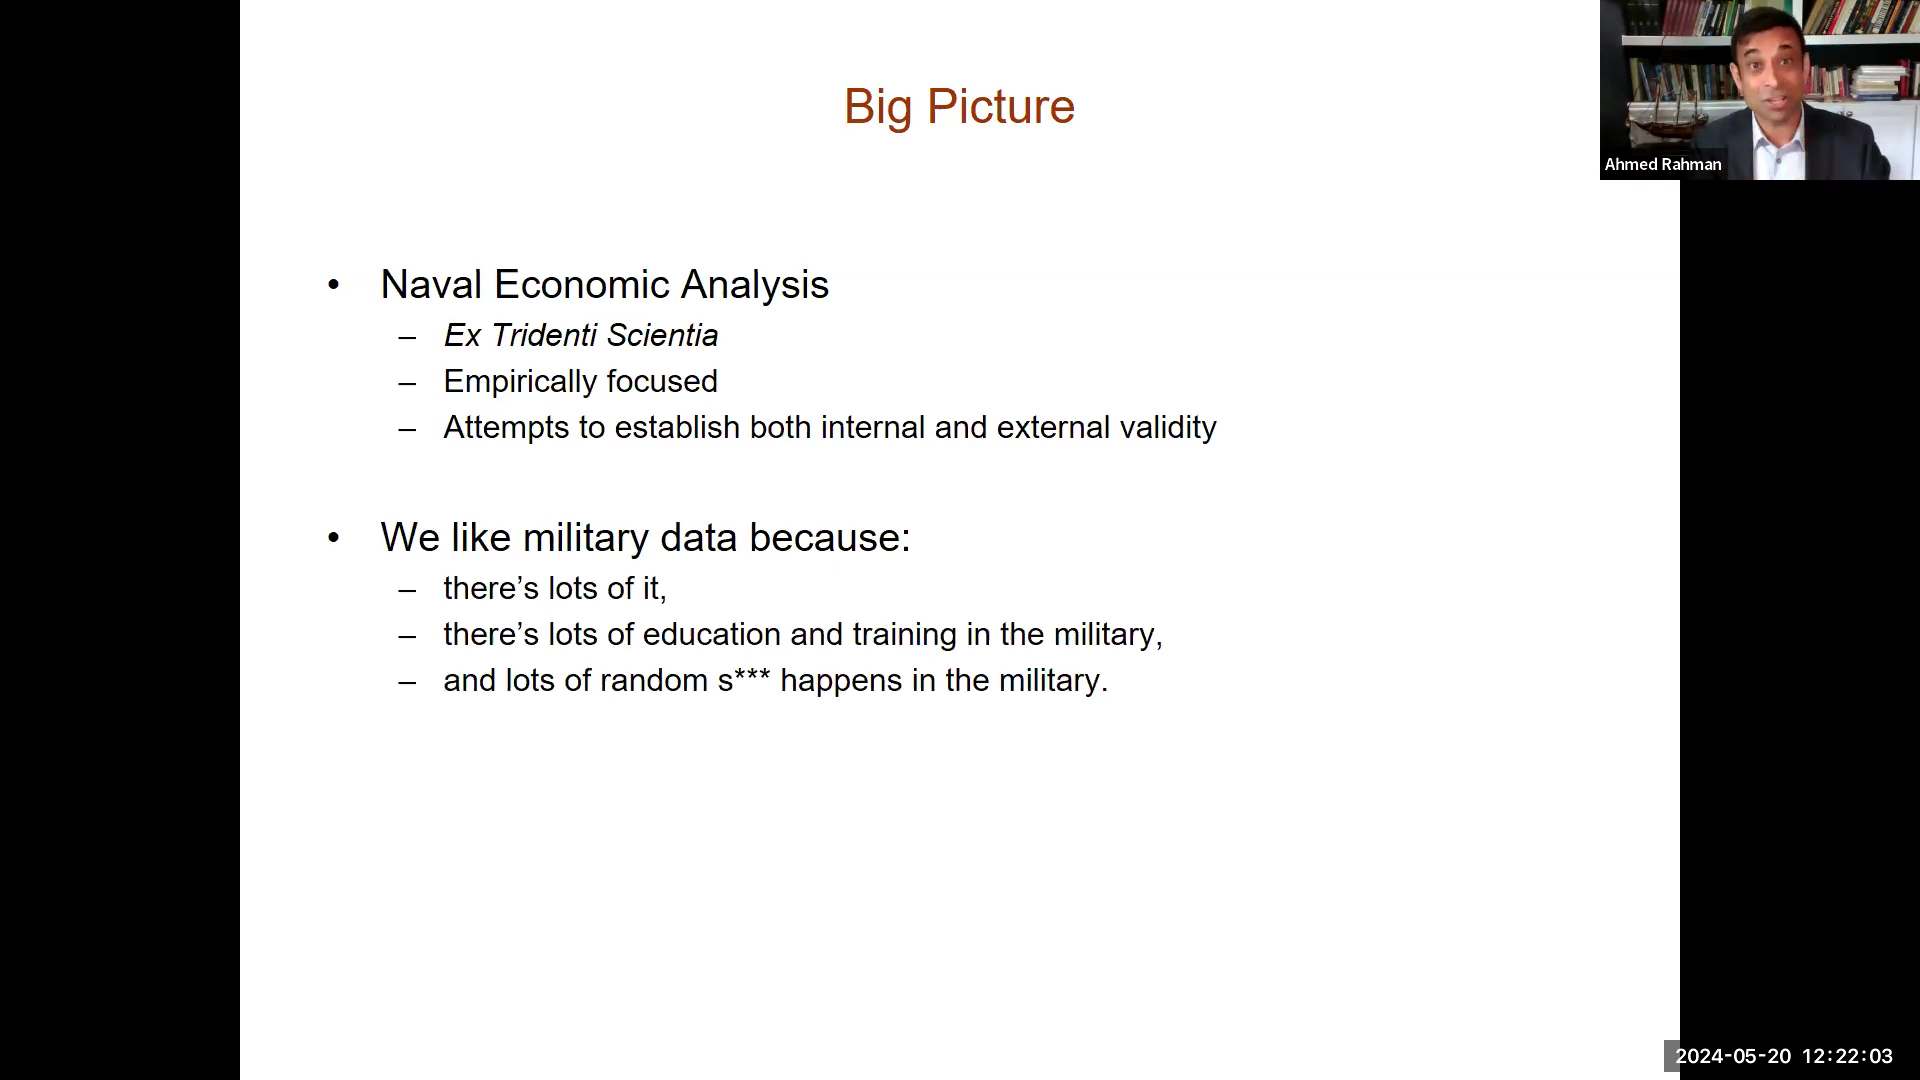 Big Picture
Ahmed Rahman
• Naval Economic Analysis
– Ex Tridenti Scientia
– Empirically focused
– Attempts to establish both internal and external validity
• We like military data because:
– there’s lots of it,
– there’s lots of education and training in the military,
– and lots of random s*** happens in the military.
2024-05-20 12:22:03